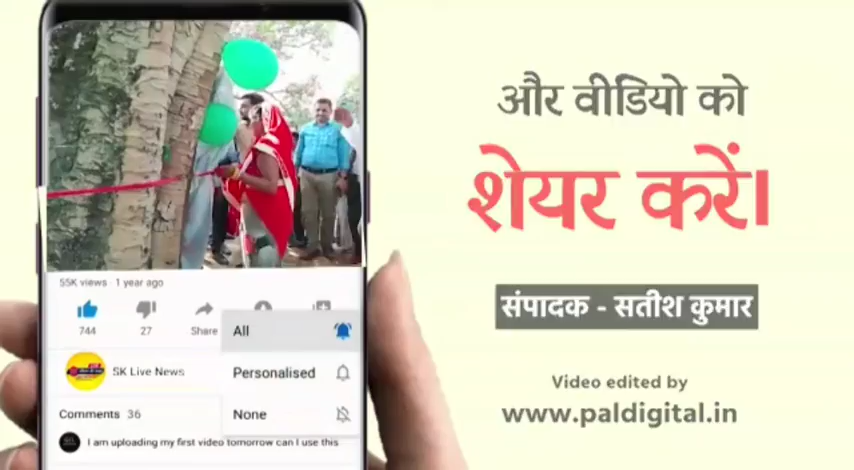 और वीडियो को
शेयर करें।
संपादक - सतीश कुमार
Video edited by
www.paldigital.in
55K views · 1 year ago
744
27
Share
All
Personalised
None
SK Live News
Comments 36
I am uploading my first video tomorrow can I use this